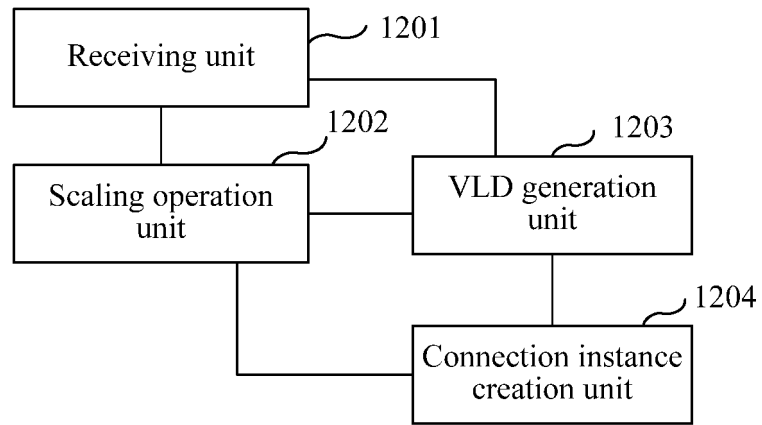 1201
Receiving unit
1202
Scaling operation
unit
1203
VLD generation
unit
1204
Connection instance
creation unit